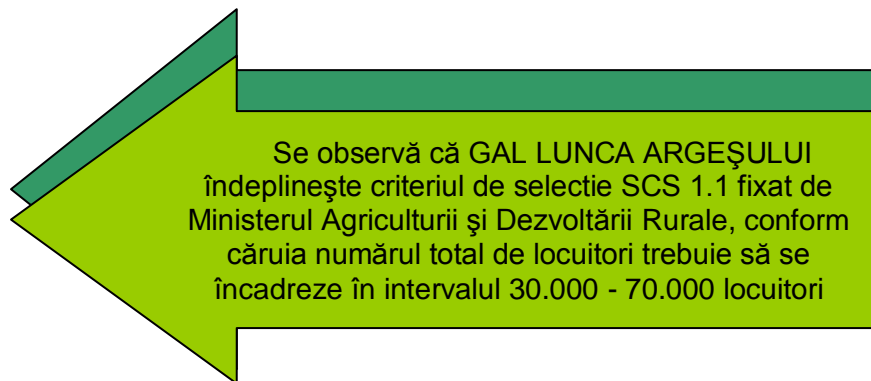 Se observă că GAL LUNCA ARGEŞULUI
îndeplineşte criteriul de selectie SCS 1.1 fixat de
Ministerul Agriculturii şi Dezvoltării Rurale, conform
căruia numărul total de locuitori trebuie să se
încadreze în intervalul 30.000 - 70.000 locuitori